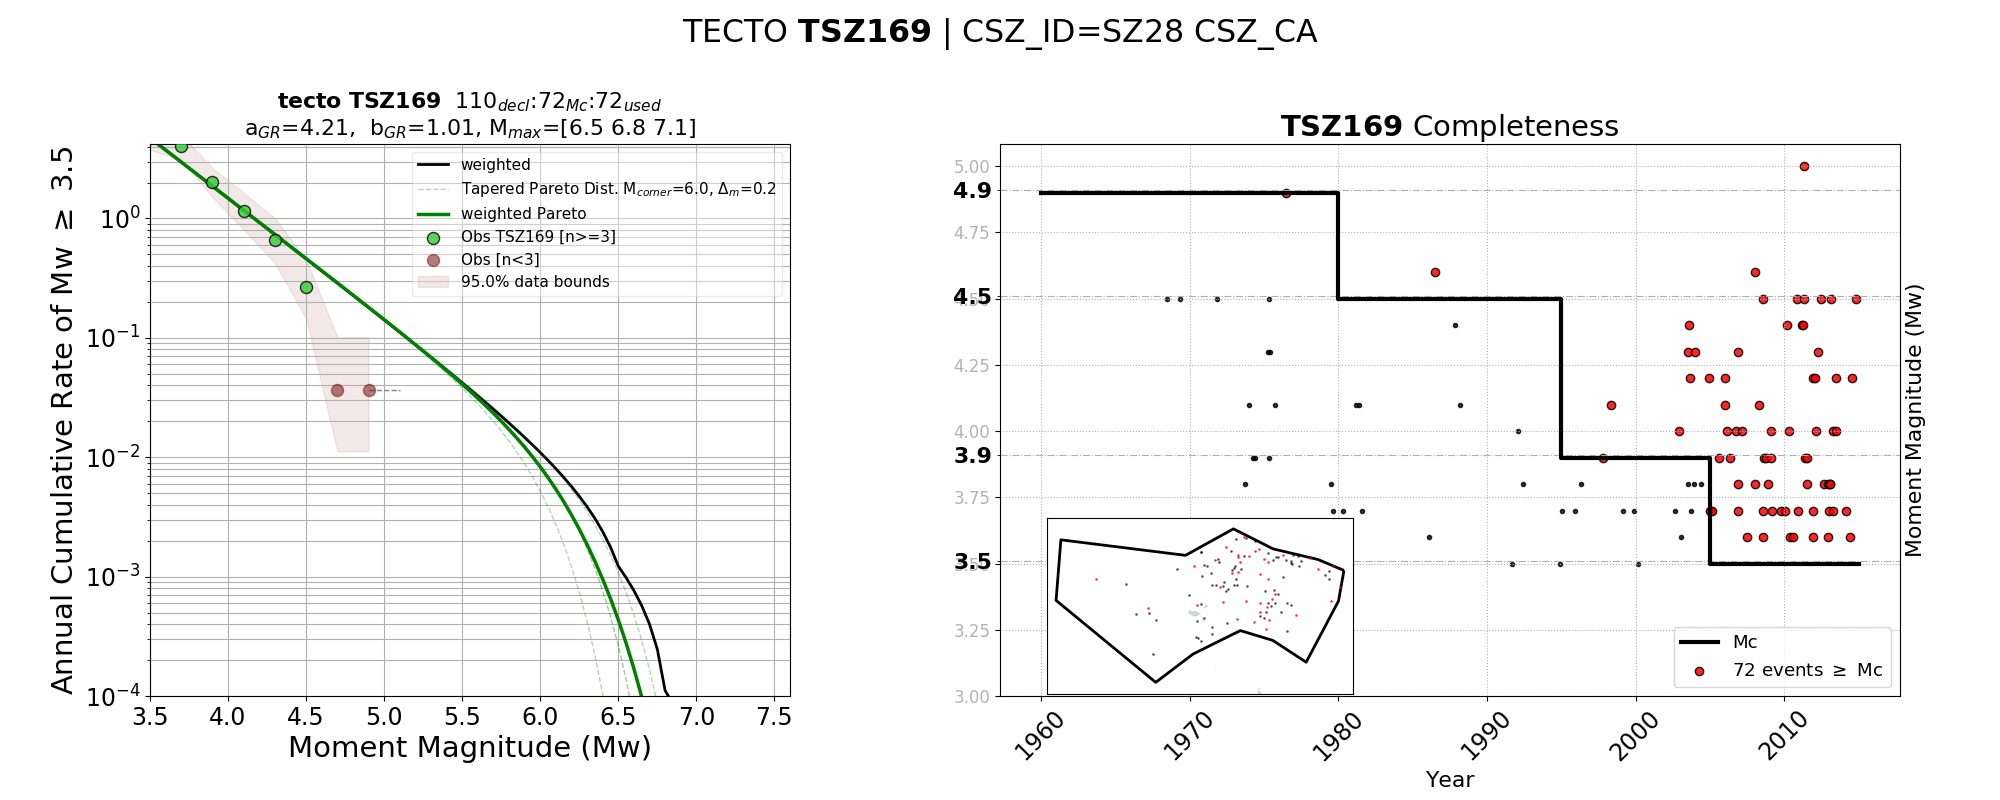 TECTO TSZ169 | CSZ_ID=SZ28 CSZ_CA
tecto TSZ169 110decl:72Mc:72used
aGR=4.21, bGR=1.01, Mmax=[6.5 6.8 7.1]
Annual Cumulative Rate of Mw ≥ 3.5
10^0
10^−1
10^−2
10^−3
10^−4
weighted
Tapered Pareto Dist. Mcorner=6.0, Δm=0.2
weighted Pareto
Obs TSZ169 [n>=3]
Obs [n<3]
95.0% data bounds
3.5 4.0 4.5 5.0 5.5 6.0 6.5 7.0 7.5
Moment Magnitude (Mw)
TSZ169 Completeness
5.00
4.9
4.75
4.5
4.25
4.00
3.9
3.75
3.5
3.25
3.00
Moment Magnitude (Mw)
Mc
72 events ≥ Mc
1960 1970 1980 1990 2000 2010
Year